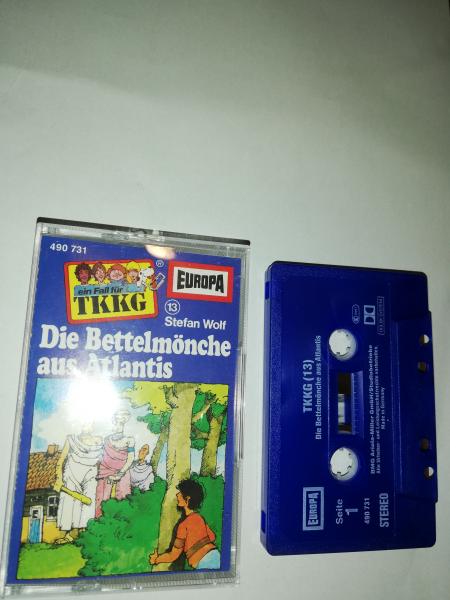 490 731
ein Fall für
TKKG
®
EUROPA
13
Stefan Wolf
Die Bettelmönche
aus Atlantis
TKKG (13)
Die Bettelmönche aus Atlantis
BMG Ariola-Miller GmbH/Studiobetriebe
Made in Germany
EUROPA
Seite
1
490 731
STEREO